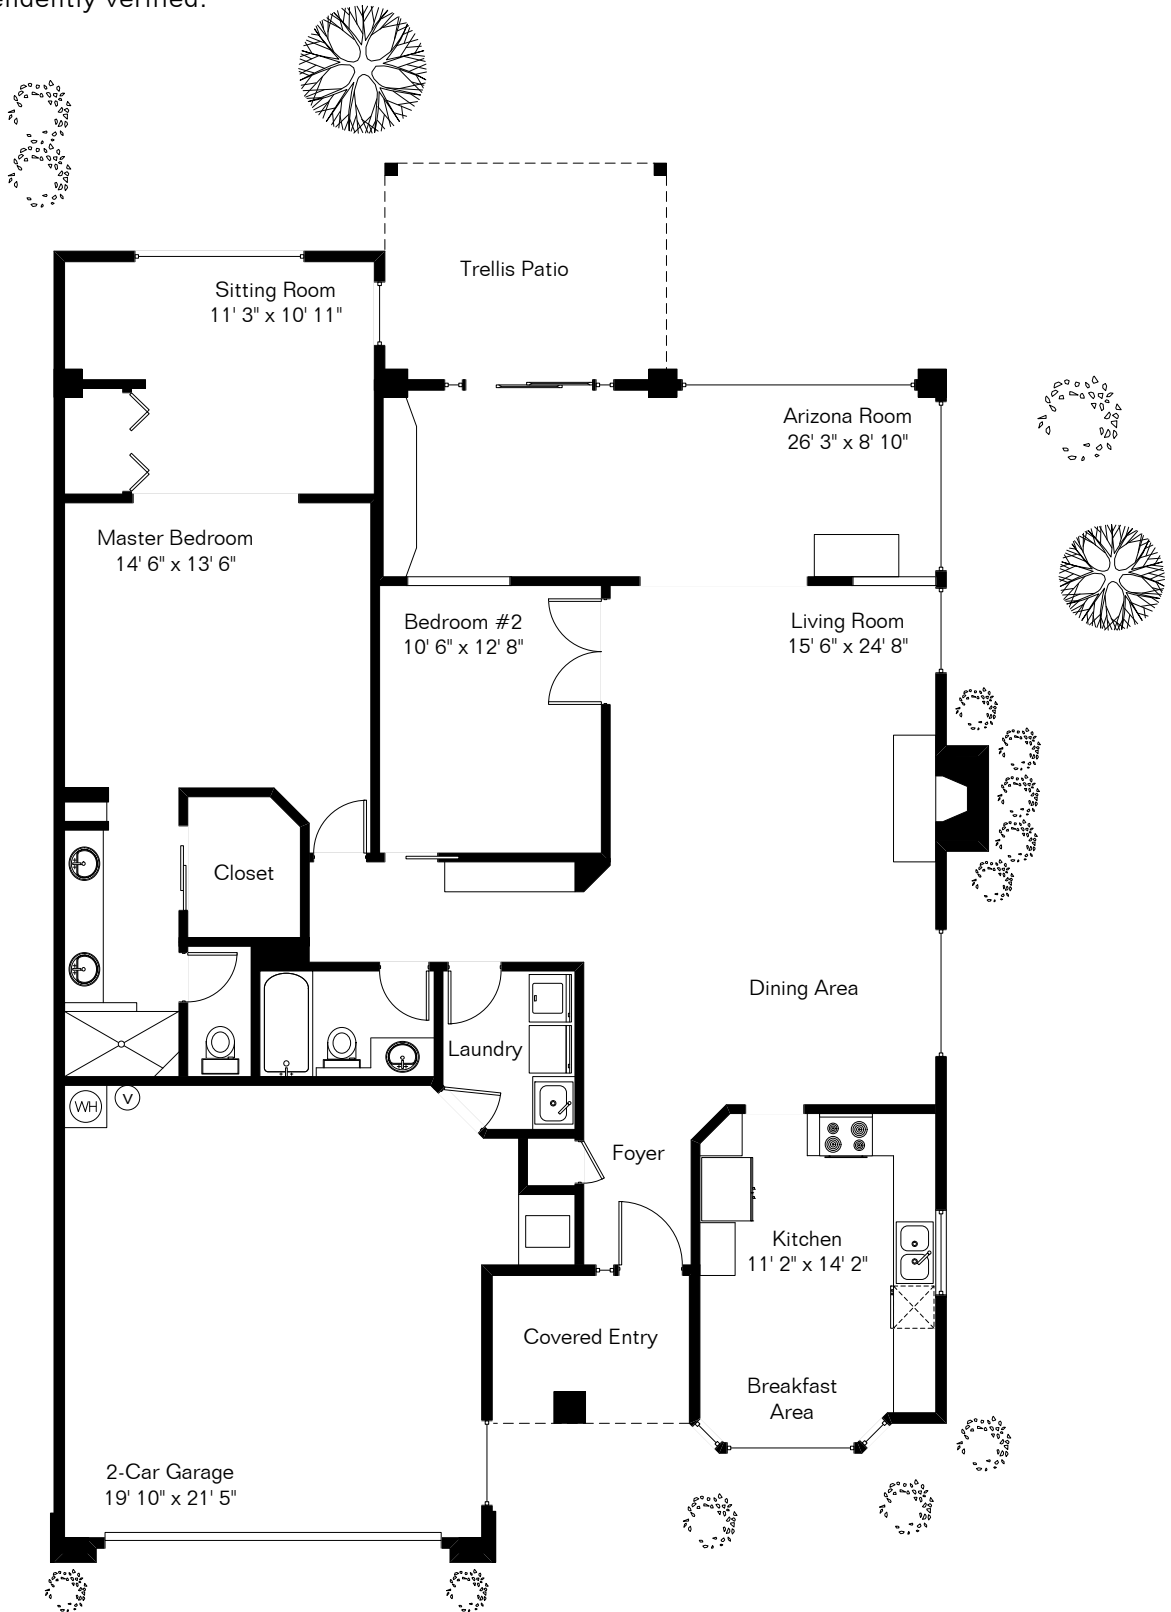 verified.
Trellis Patio
Sitting Room
11' 3" x 10' 11"
Arizona Room
26' 3" x 8' 10"
Master Bedroom
14' 6" x 13' 6"
Bedroom #2
10' 6" x 12' 8"
Living Room
15' 6" x 24' 8"
Closet
Dining Area
Laundry
WH
V
Foyer
Kitchen
11' 2" x 14' 2"
Covered Entry
Breakfast
Area
2-Car Garage
19' 10" x 21' 5"